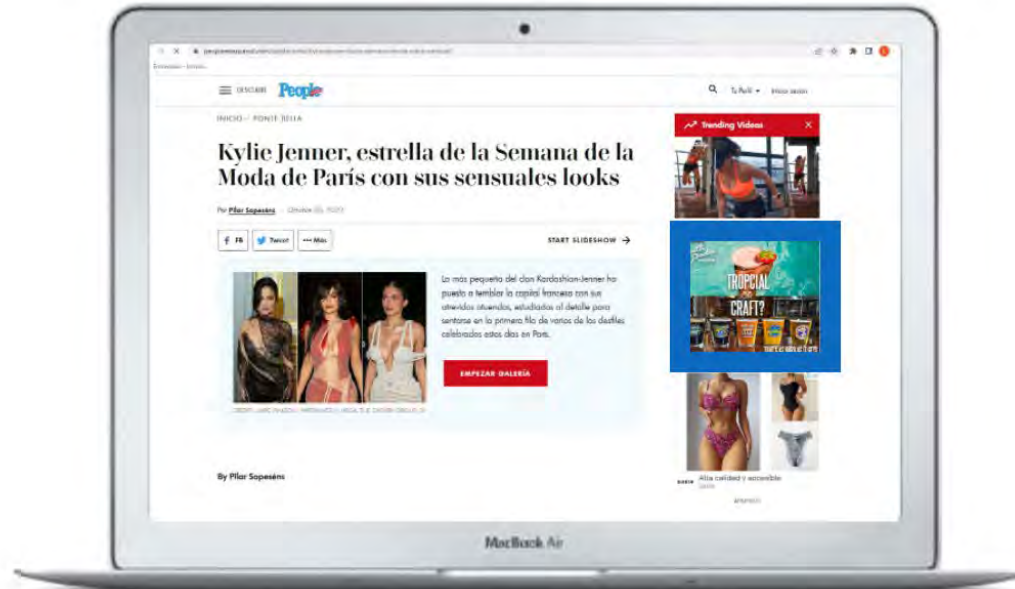 DESCUBRE
People
Tu Perfil
Iniciar sesión
INICIO / PONTE BELLA
Kylie Jenner, estrella de la Semana de la
Moda de París con sus sensuales looks
Por Pilar Sopeséns
FB
Tweet
Más
START SLIDESHOW
La más pequeña del clan Kardashian-Jenner ha
puesto a temblar la capital francesa con sus
atrevidos atuendos, estudiados al detalle para
sentarse en la primera fila de varios de los desfiles
celebrados estos días en París.
EMPEZAR GALERÍA
By Pilar Sopeséns
Trending Videos
TROPCIAL
OR
CRAFT?
Alta calidad y accesible
MacBook Air